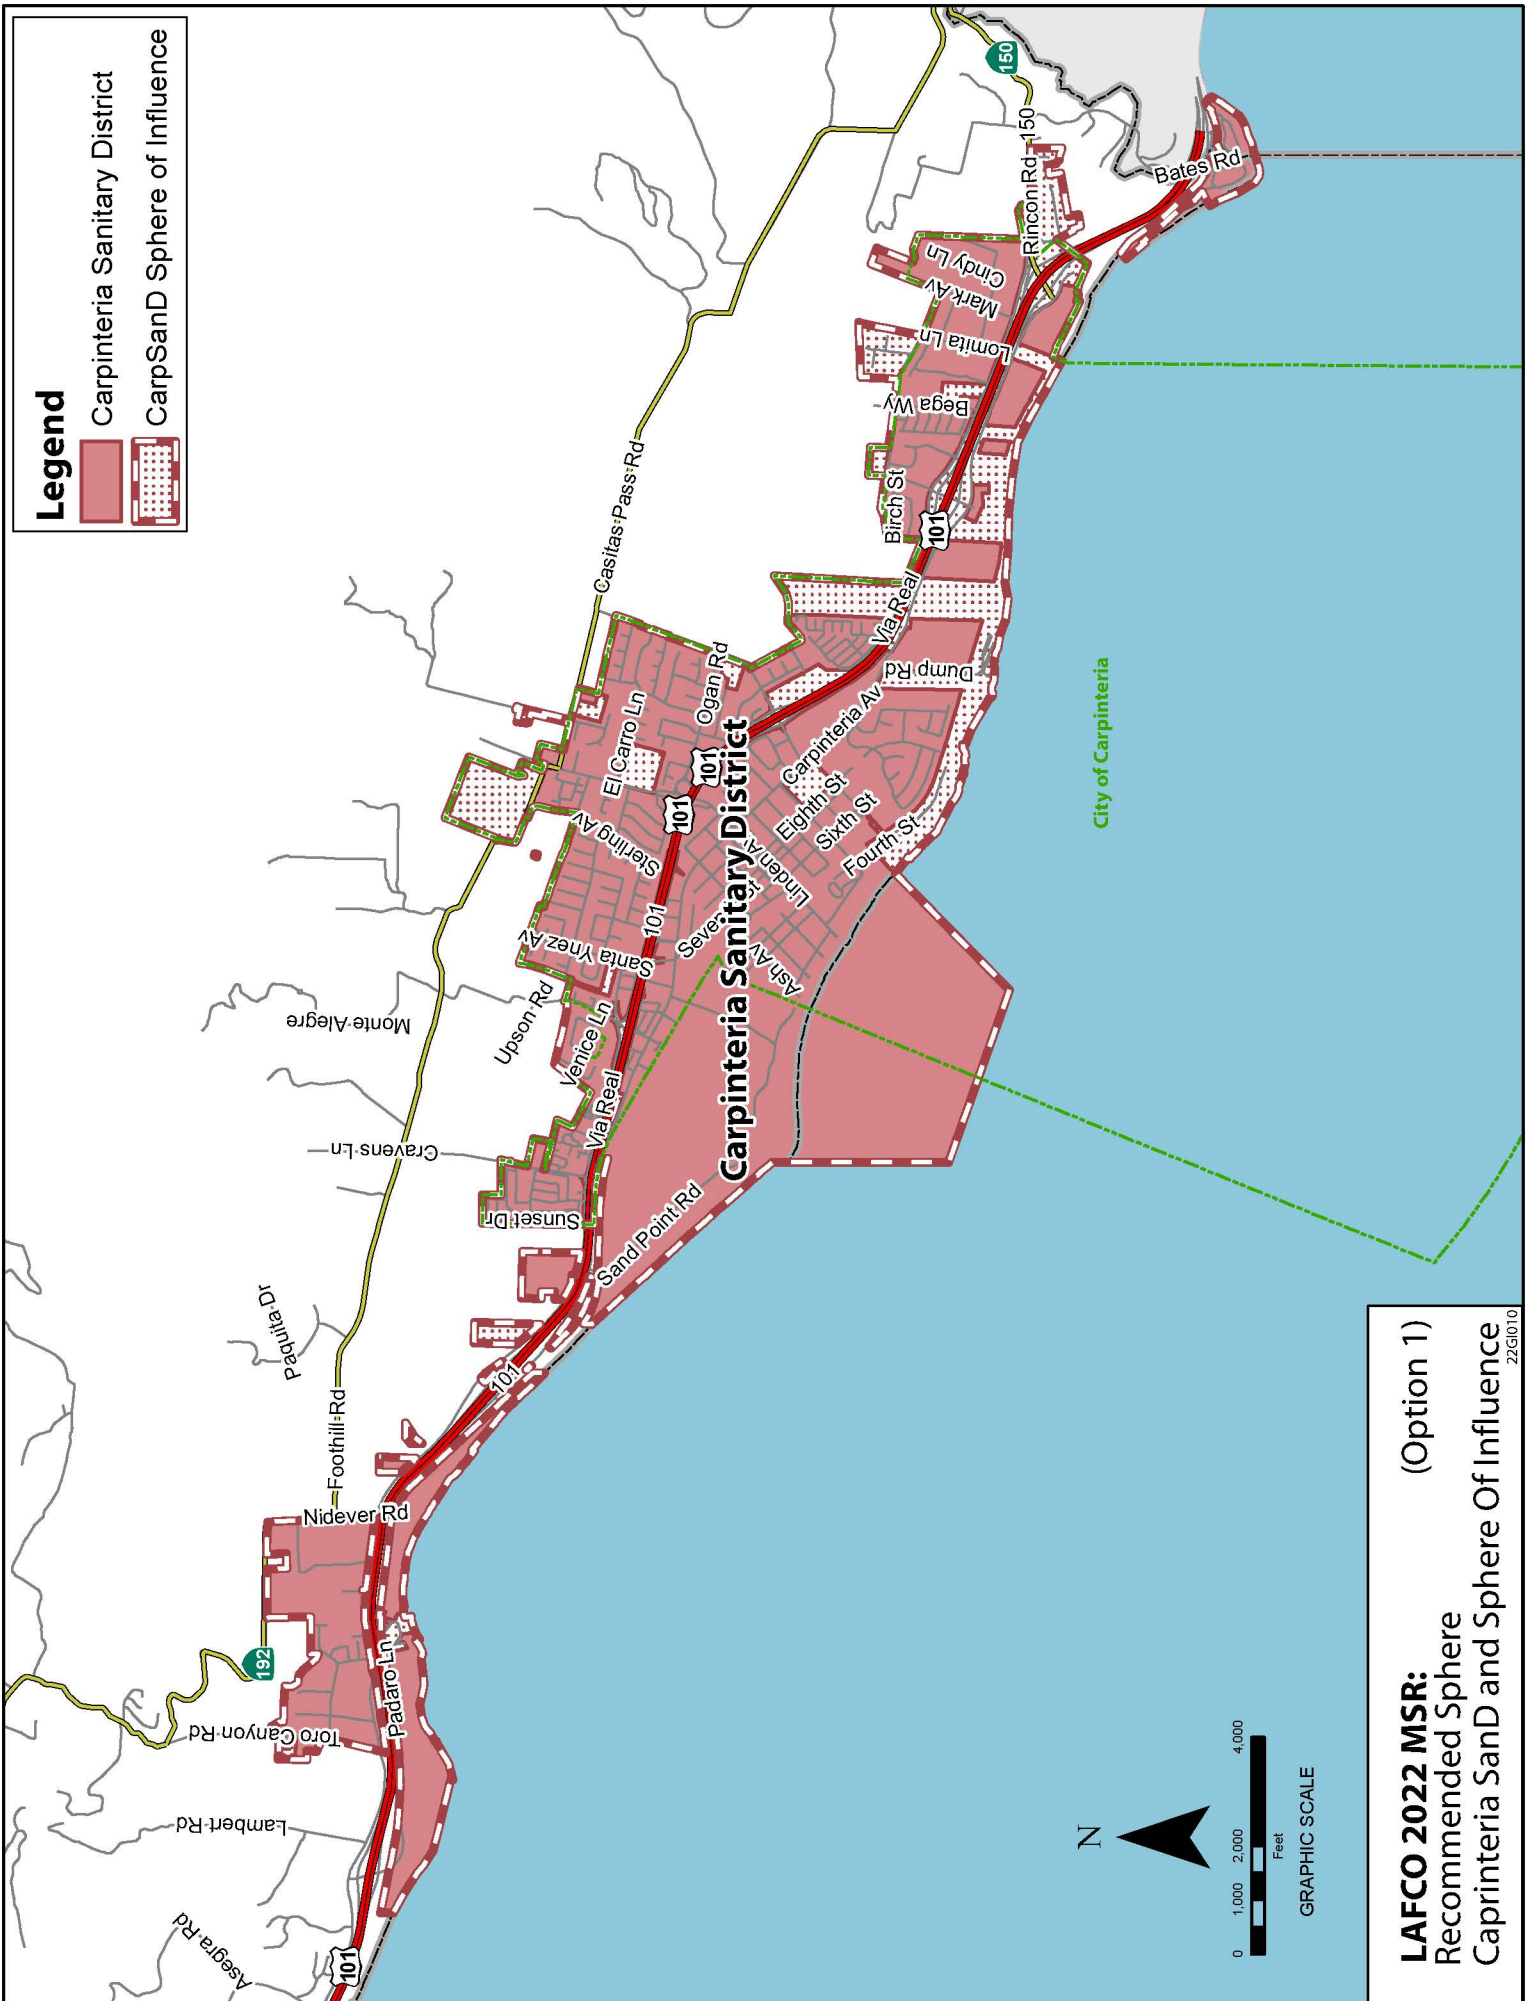 Legend
Carpinteria Sanitary District
CarpSanD Sphere of Influence
150
Rincon Rd
150
Bates Rd
Cindy Ln
Mark Av
Lomita Ln
Bega Wy
Birch St
101
Casitas Pass Rd
Via Real
Dump Rd
Ogan Rd
El Carro Ln
Carpinteria Av
101
101
Eighth St
Sixth St
Fourth St
Linden Av
Sterling Av
Carpinteria Sanitary District
City of Carpinteria
101
Santa Ynez Av
Ash Av
Upson Rd
Venice Ln
Monte Alegre
Via Real
Cravens Ln
Sunset Dr
Sand Point Rd
Paquita Dr
Foothill Rd
101
Nidever Rd
192
Padaro Ln
Toro Canyon Rd
Lambert Rd
Asegra Rd
101
N
0 1,000 2,000 4,000
Feet
GRAPHIC SCALE
LAFCO 2022 MSR: (Option 1)
Recommended Sphere
Caprinteria SanD and Sphere Of Influence
22GI010